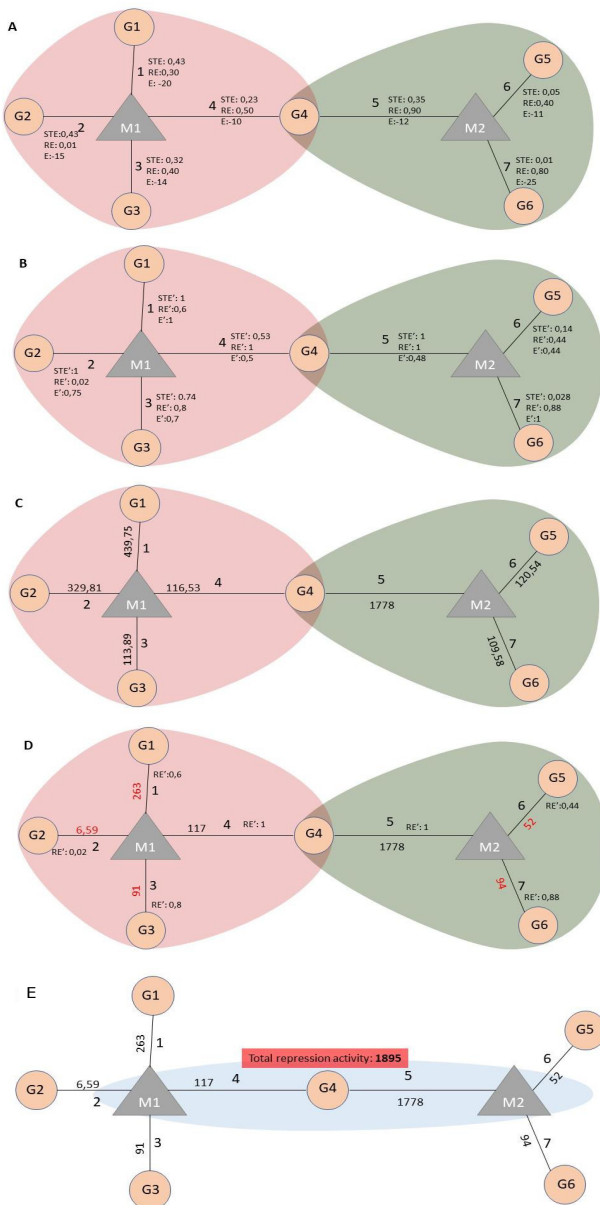 A
G1
1
STE: 0,43
RE:0,30
E: -20
G2
2
STE:0,43
RE: 0,01
E:-15
M1
3
STE: 0,32
RE: 0,40
E:-14
G3
4
STE: 0,23
RE: 0,50
E:-10
G4
5
STE: 0,35
RE: 0,90
E:-12
M2
G5
6
STE: 0,05
RE:0,40
E:-11
7
STE: 0,01
RE: 0,80
E:-25
G6
B
G1
1
STE': 1
RE':0,6
E':1
G2
2
STE':1
RE': 0,02
E':0,75
M1
3
STE': 0.74
RE': 0,8
E':0,7
G3
4
STE': 0,53
RE': 1
E':0,5
G4
5
STE': 1
RE': 1
E':0,48
M2
G5
6
STE': 0,14
RE':0,44
E':0,44
7
STE': 0,028
RE': 0,88
E':1
G6
C
G1
439,75
1
G2
329,81
2
M1
113,89
3
G3
116,53
4
G4
5
1778
M2
G5
6
120,54
109,58
7
G6
D
G1
263
1
RE':0,6
G2
6,59
2
RE': 0,02
M1
91
3
RE': 0,8
G3
117
4
RE': 1
G4
5
RE': 1
1778
M2
G5
6
RE':0,44
52
94
7
RE': 0,88
G6
E
G1
263
1
Total repression activity: 1895
G2
6,59
2
M1
91
3
G3
117
4
G4
5
1778
M2
G5
6
52
94
7
G6